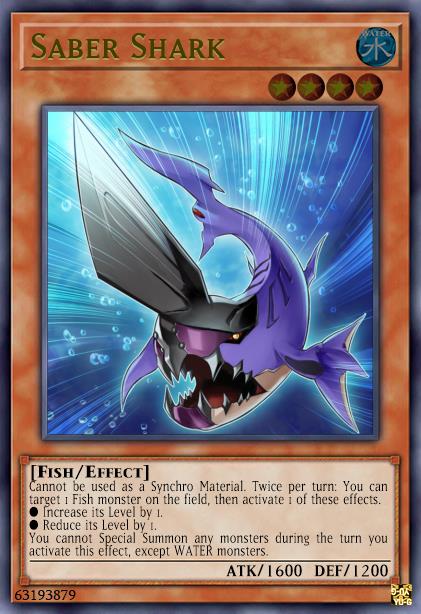 Saber Shark
WATER
水
[Fish/Effect]
Cannot be used as a Synchro Material. Twice per turn: You can
target 1 Fish monster on the field, then activate 1 of these effects.
● Increase its Level by 1.
● Reduce its Level by 1.
You cannot Special Summon any monsters during the turn you
activate this effect, except WATER monsters.
ATK/1600 DEF/1200
63193879